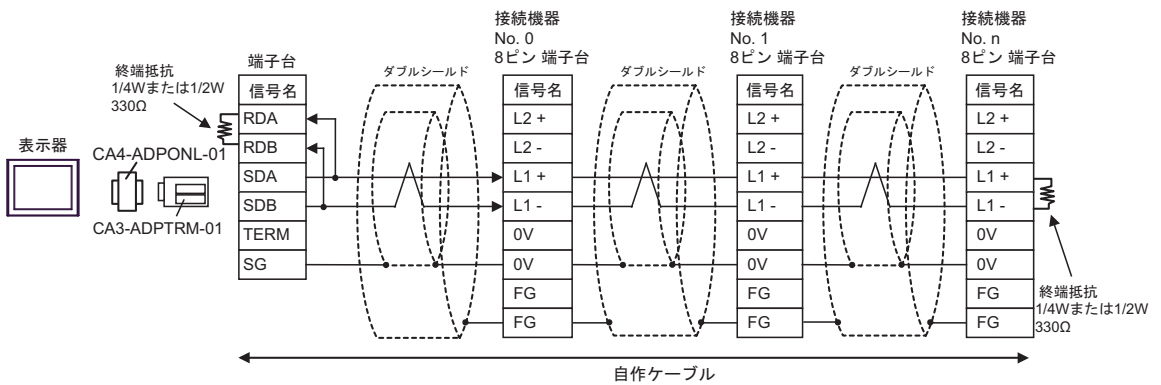 表示器
CA4-ADPONL-01
CA3-ADPTRM-01
終端抵抗
1/4Wまたは1/2W
330Ω
端子台
信号名
RDA
RDB
SDA
SDB
TERM
SG
ダブルシールド
接続機器
No. 0
8ピン 端子台
信号名
L2 +
L2 -
L1 +
L1 -
0V
0V
FG
FG
ダブルシールド
接続機器
No. 1
8ピン 端子台
信号名
L2 +
L2 -
L1 +
L1 -
0V
0V
FG
FG
ダブルシールド
接続機器
No. n
8ピン 端子台
信号名
L2 +
L2 -
L1 +
L1 -
0V
0V
FG
FG
終端抵抗
1/4Wまたは1/2W
330Ω
自作ケーブル